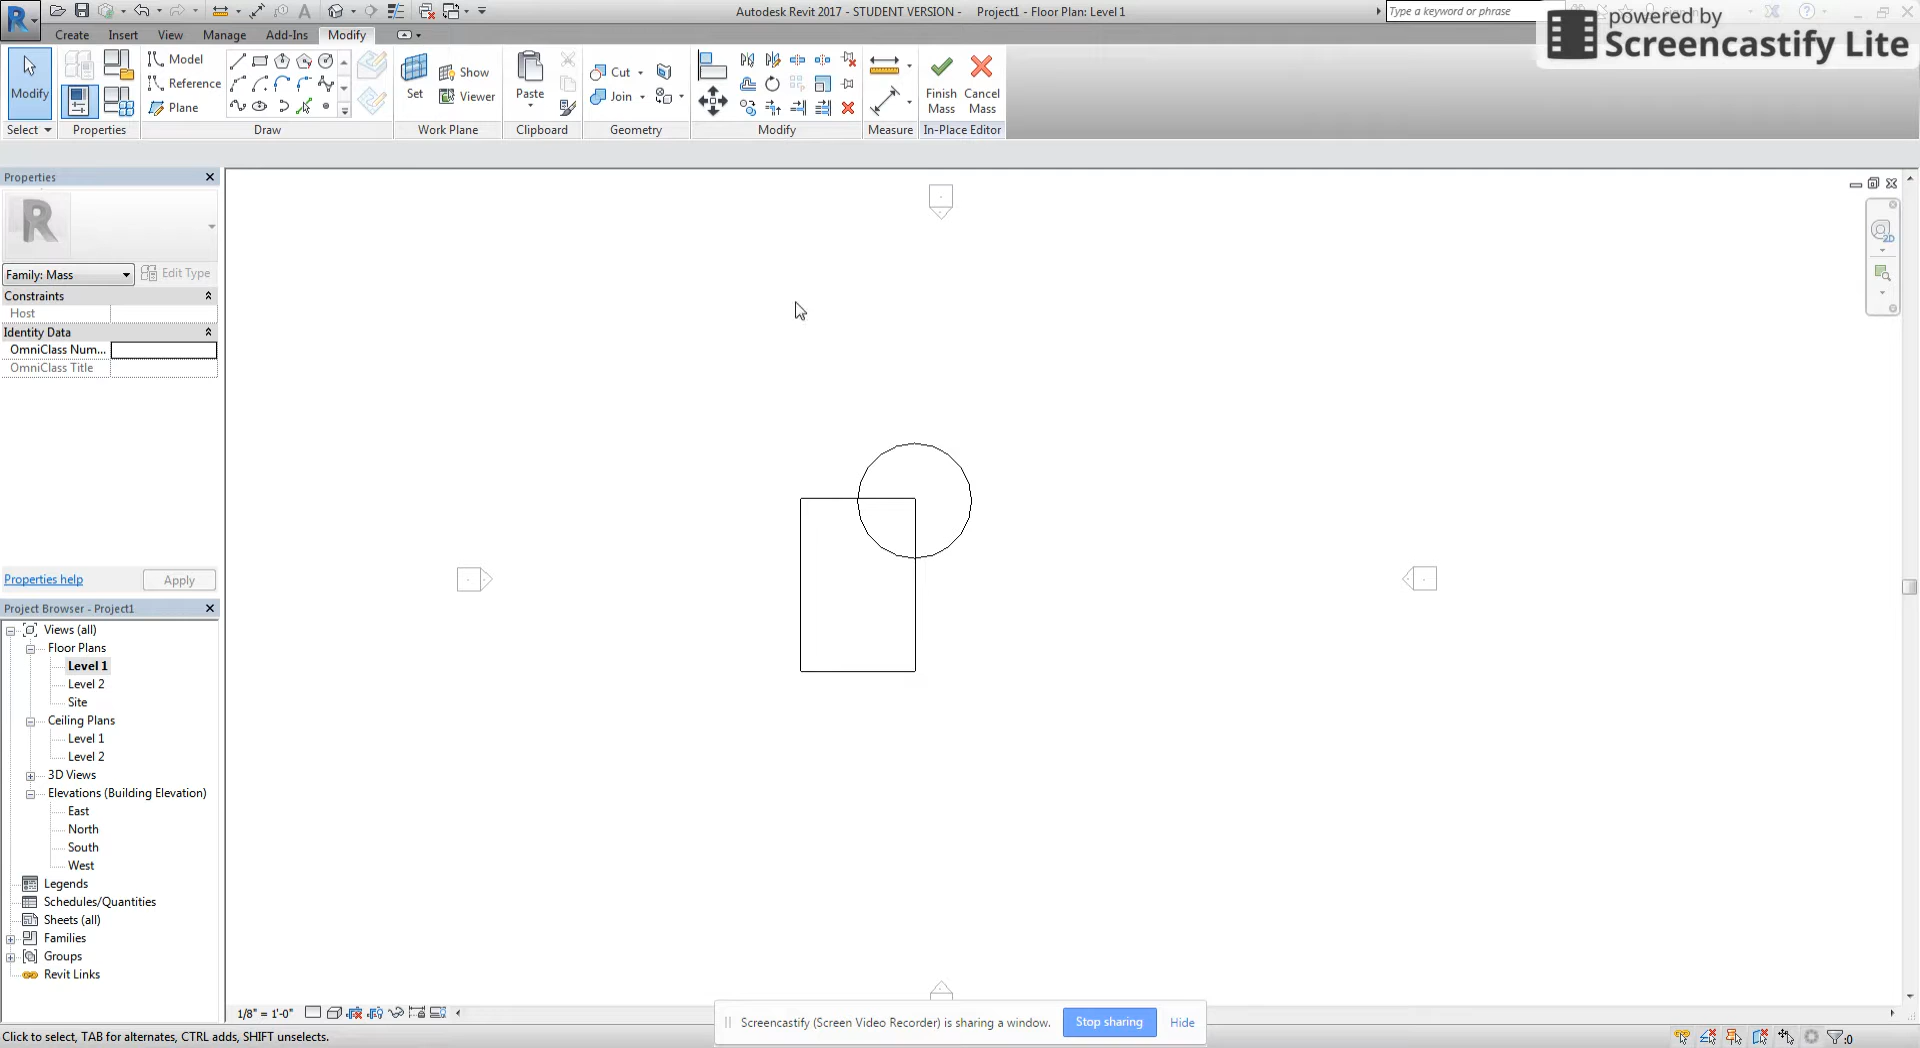 Autodesk Revit 2017 - STUDENT VERSION -    Project1 - Floor Plan: Level 1
Type a keyword or phrase
powered by
Screencastify Lite
Create Insert View Manage Add-Ins Modify
Modify
Model
Reference
Plane
Set
Show
Viewer
Paste
Cut
Join
Finish Mass
Cancel Mass
Select Properties Draw Work Plane Clipboard Geometry Modify Measure In-Place Editor
Properties
R
Family: Mass Edit Type
Constraints
Host
Identity Data
OmniClass Num...
OmniClass Title
Properties help Apply
Project Browser - Project1
Views (all)
Floor Plans
Level 1
Level 2
Site
Ceiling Plans
Level 1
Level 2
3D Views
Elevations (Building Elevation)
East
North
South
West
Legends
Schedules/Quantities
Sheets (all)
Families
Groups
Revit Links
2D
1/8" = 1'-0"
Screencastify (Screen Video Recorder) is sharing a window. Stop sharing Hide
Click to select, TAB for alternates, CTRL adds, SHIFT unselects.
:0